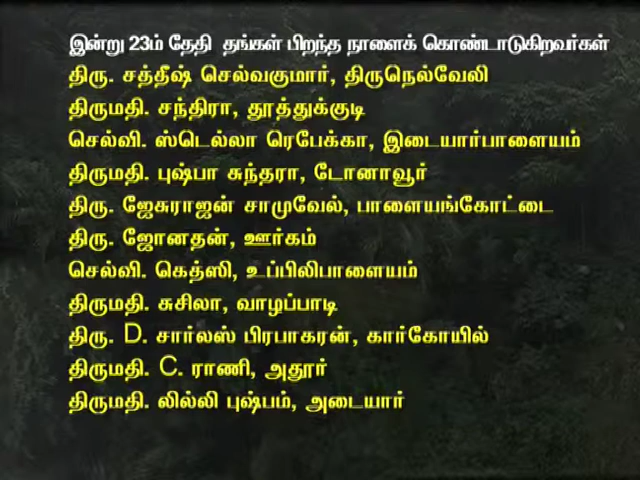 இன்று 23ம் தேதி தங்கள் பிறந்த நாளைக் கொண்டாடுகிறவர்கள்
திரு. சத்தீஷ் செல்வகுமார், திருநெல்வேலி
திருமதி. சந்திரா, தூத்துக்குடி
செல்வி. ஸ்டெல்லா ரெபேக்கா, இடையார்பாளையம்
திருமதி. புஷ்பா சுந்தரா, டோனாவூர்
திரு. ஜேசுராஜன் சாமுவேல், பாளையங்கோட்டை
திரு. ஜோனதன், ஊர்கம்
செல்வி. கெத்ஸி, உப்பிலிபாளையம்
திருமதி. சுசிலா, வாழப்பாடி
திரு. D. சார்லஸ் பிரபாகரன், கார்கோயில்
திருமதி. C. ராணி, அதூர்
திருமதி. லில்லி புஷ்பம், அடையார்